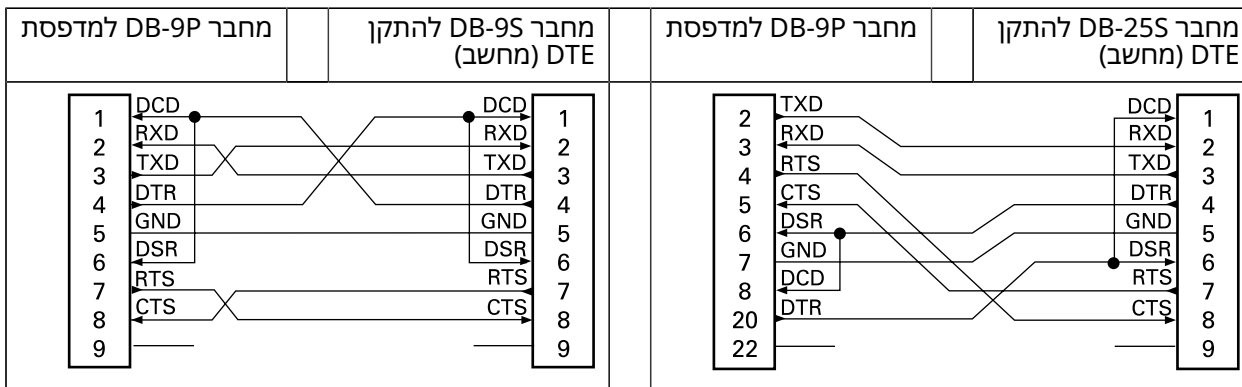 מחבר DB-25S להתקן
DTE (מחשב)
מחבר DB-9P למדפסת
מחבר DB-9S להתקן
DTE (מחשב)
מחבר DB-9P למדפסת
2 TXD DCD 1
3 RXD RXD 2
4 RTS TXD 3
5 CTS DTR 4
6 DSR GND 5
7 GND DSR 6
8 DCD RTS 7
20 DTR CTS 8
22 9
1 DCD DCD 1
2 RXD RXD 2
3 TXD TXD 3
4 DTR DTR 4
5 GND GND 5
6 DSR DSR 6
7 RTS RTS 7
8 CTS CTS 8
9 9